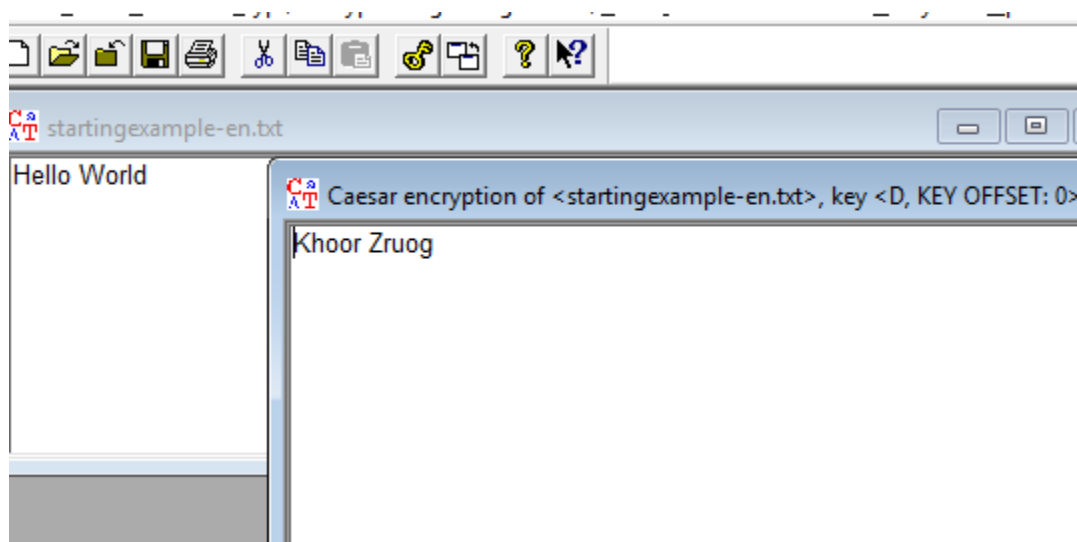 startingexample-en.txt
Hello World
Caesar encryption of <startingexample-en.txt>, key <D, KEY OFFSET: 0>
Khoor Zruog